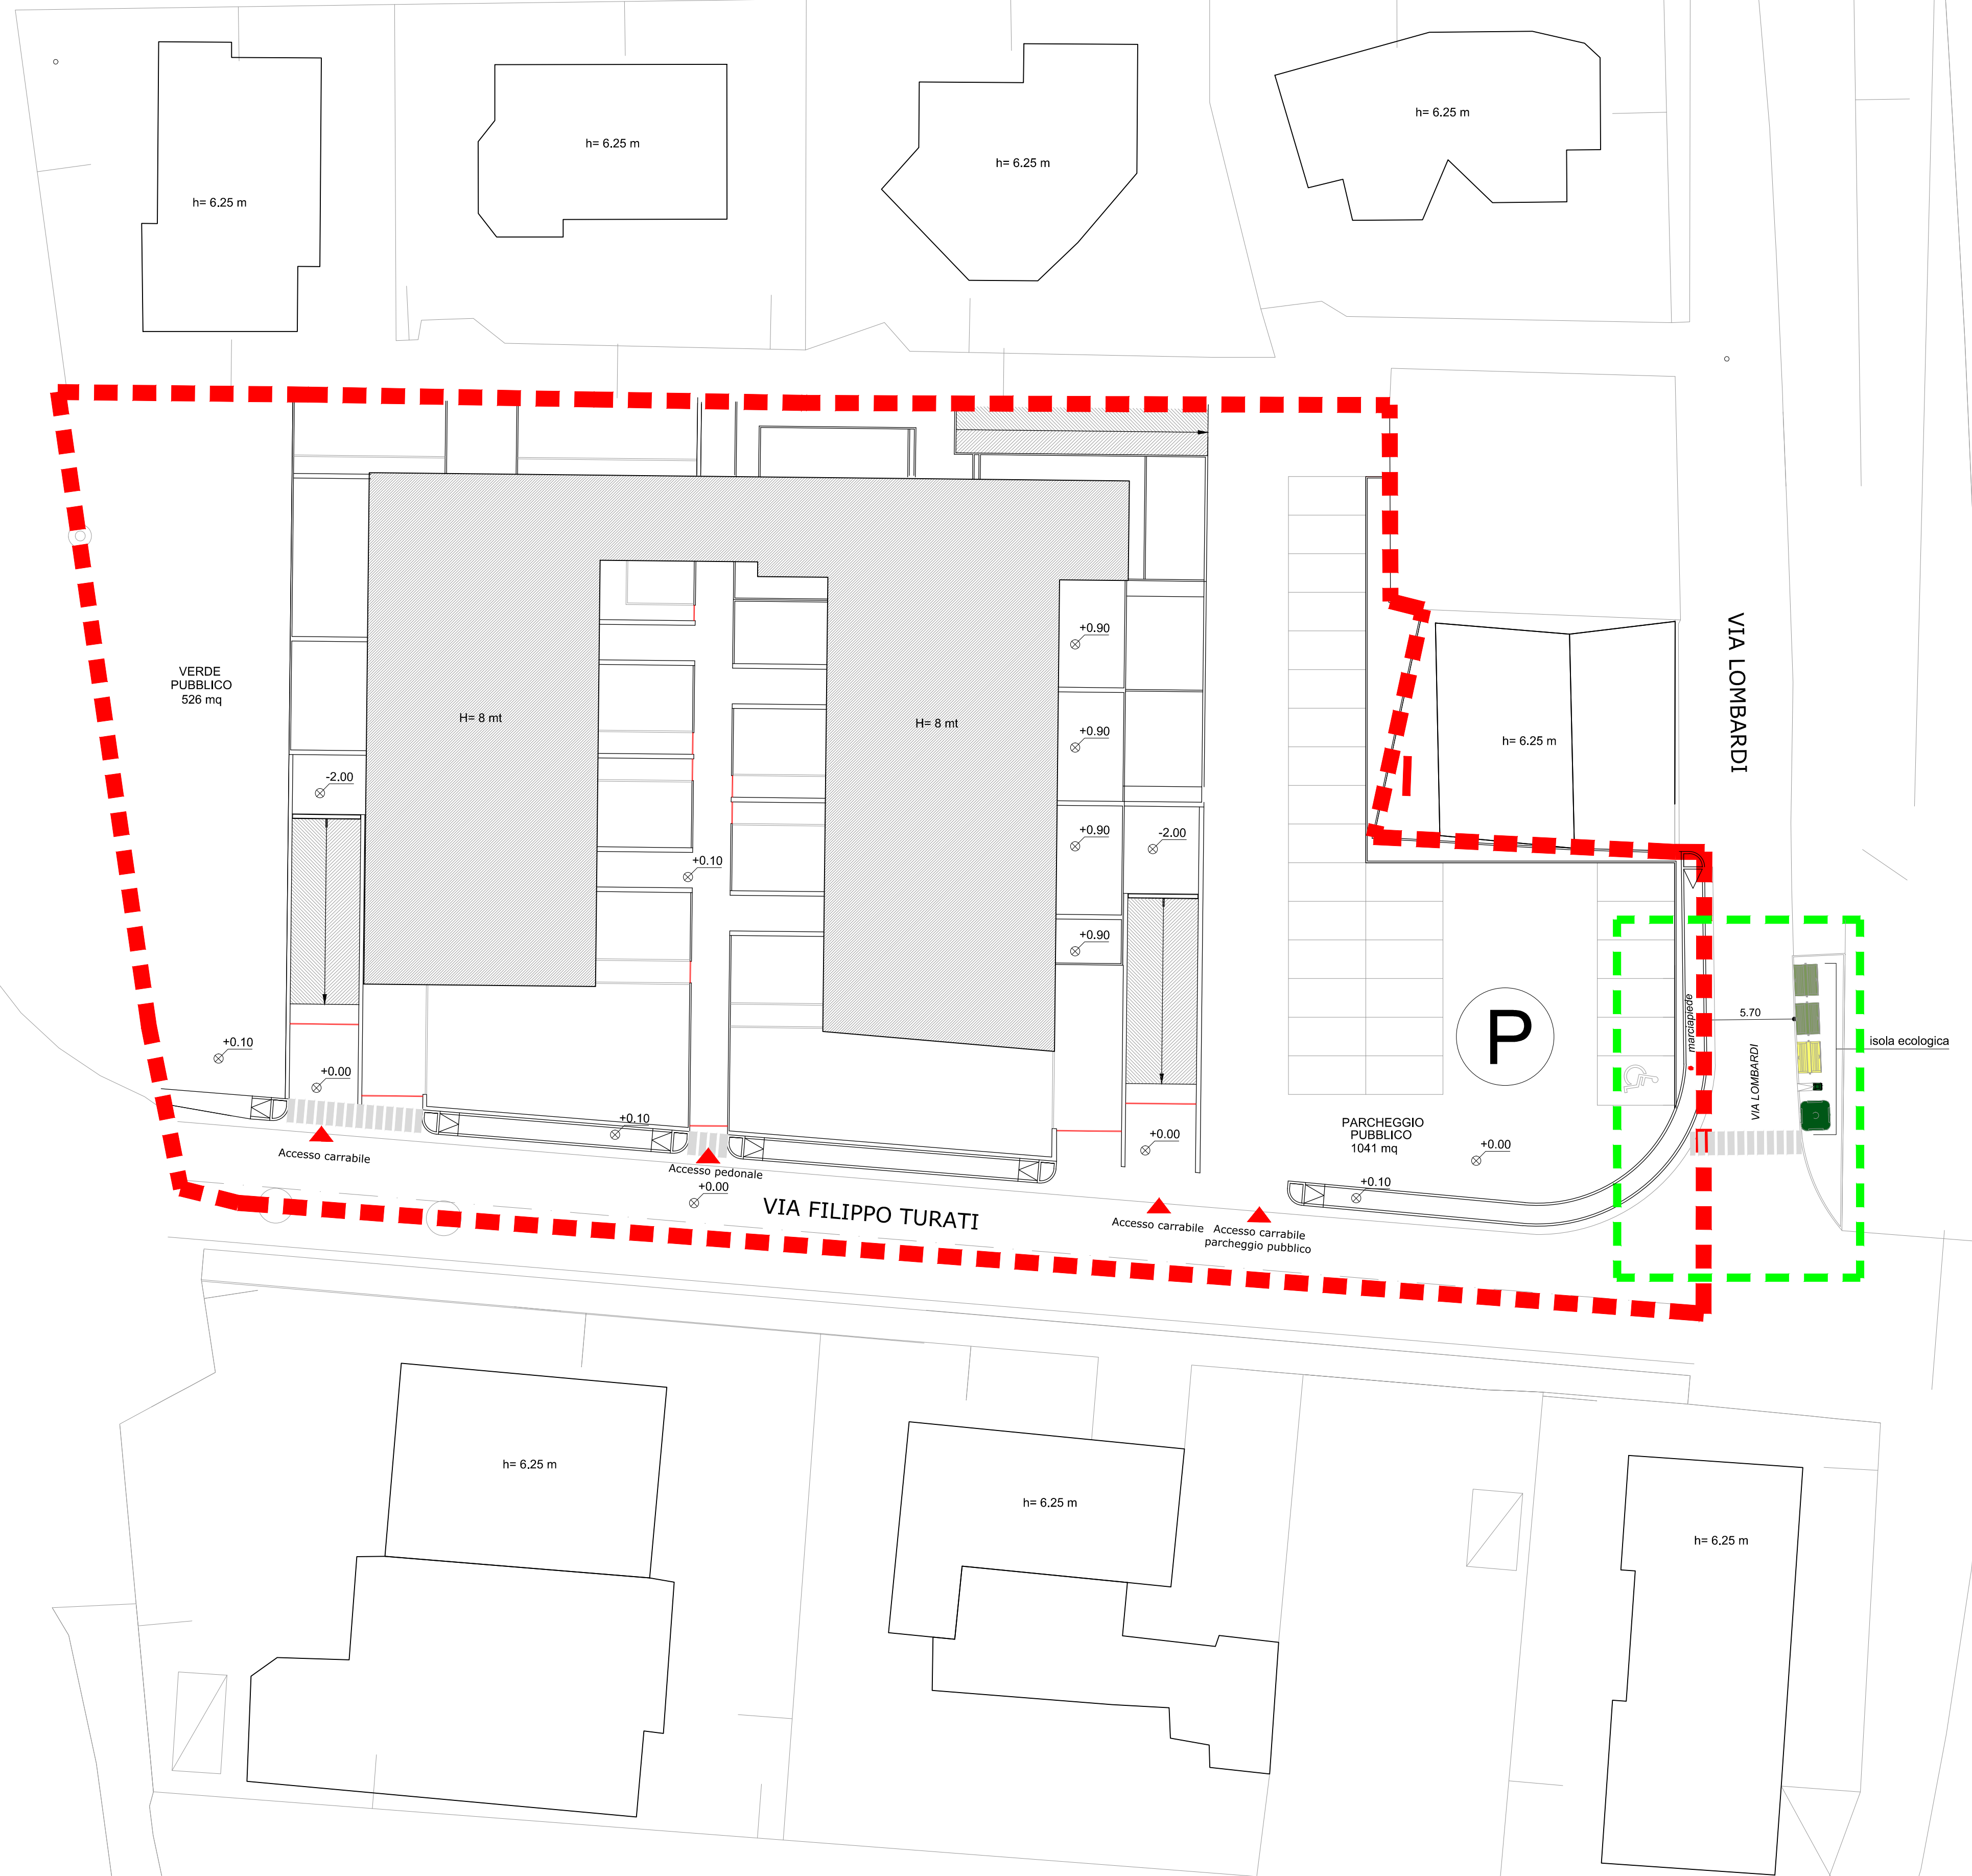 h= 6.25 m
h= 6.25 m
h= 6.25 m
h= 6.25 m
VERDE
PUBBLICO
526 mq
H= 8 mt
H= 8 mt
+0.90
+0.90
+0.90
+0.90
-2.00
-2.00
+0.10
h= 6.25 m
VIA LOMBARDI
+0.10
+0.00
+0.10
Accesso carrabile
Accesso pedonale
+0.00
VIA FILIPPO TURATI
+0.00
Accesso carrabile
Accesso carrabile
parcheggio pubblico
P
PARCHEGGIO
PUBBLICO
1041 mq
+0.00
+0.10
marciapiede
5.70
VIA LOMBARDI
isola ecologica
h= 6.25 m
h= 6.25 m
h= 6.25 m